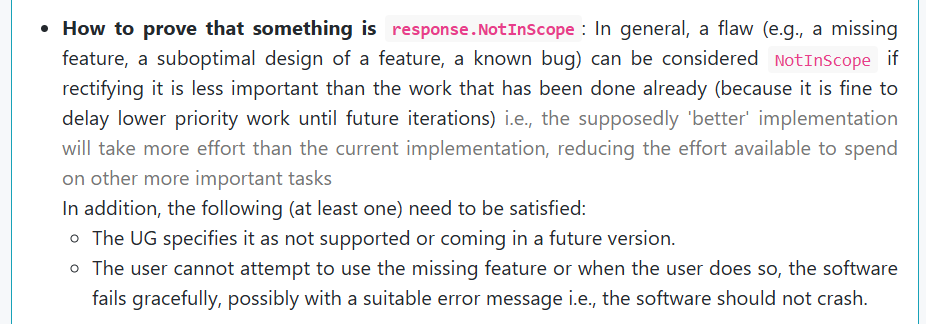 • How to prove that something is response.NotInScope: In general, a flaw (e.g., a missing
feature, a suboptimal design of a feature, a known bug) can be considered NotInScope if
rectifying it is less important than the work that has been done already (because it is fine to
delay lower priority work until future iterations) i.e., the supposedly 'better' implementation
will take more effort than the current implementation, reducing the effort available to spend
on other more important tasks
In addition, the following (at least one) need to be satisfied:
◦ The UG specifies it as not supported or coming in a future version.
◦ The user cannot attempt to use the missing feature or when the user does so, the software
fails gracefully, possibly with a suitable error message i.e., the software should not crash.